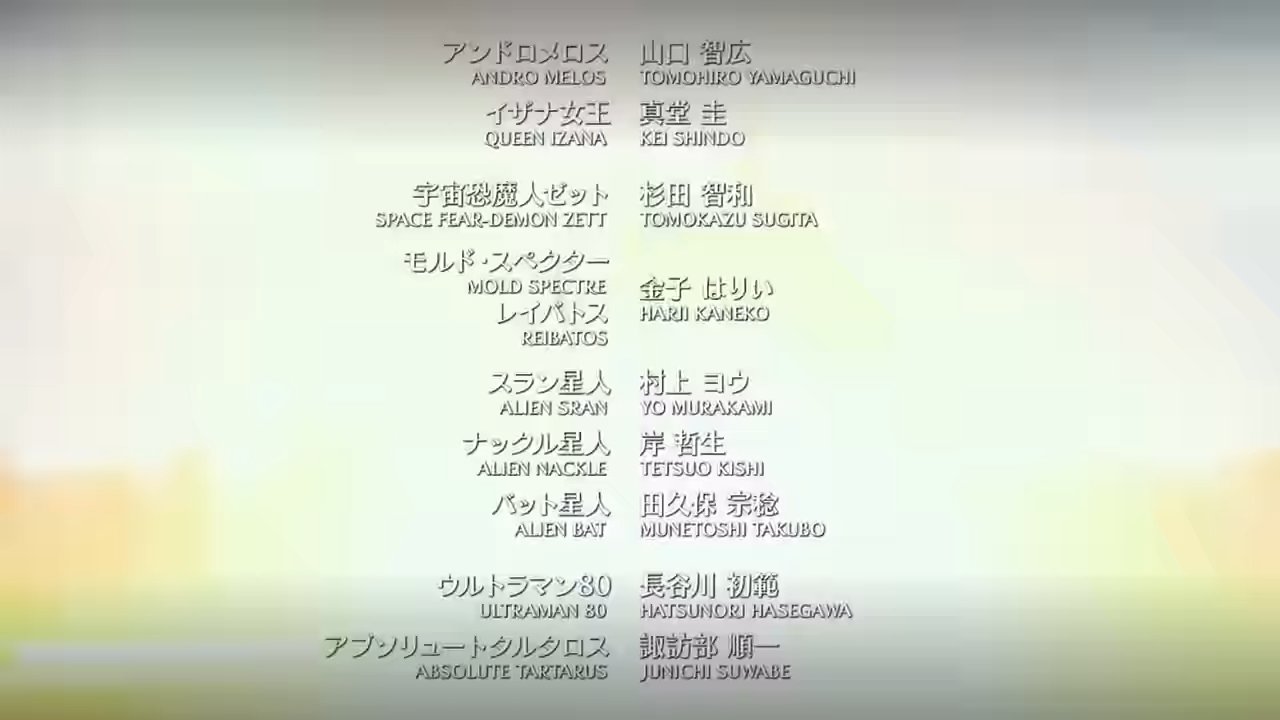 アンドロメロス 山口 智広
ANDRO MELOS TOMOHIRO YAMAGUCHI
イザナ女王 真堂 圭
QUEEN IZANA KEI SHINDO
宇宙恐魔人ゼット 杉田 智和
SPACE FEAR-DEMON ZETT TOMOKAZU SUGITA
モルド・スペクター
MOLD SPECTRE
金子 はりい
レイバトス
HARII KANEKO
REIBATOS
スラン星人 村上 ヨウ
ALIEN SRAN YO MURAKAMI
ナックル星人 岸 哲生
ALIEN NACKLE TETSUO KISHI
バット星人 田久保 宗稔
ALIEN BAT MUNETOSHI TAKUBO
ウルトラマン80 長谷川 初範
ULTRAMAN 80 HATSUNORI HASEGAWA
アブソリュートタルタロス 諏訪部 順一
ABSOLUTE TARTARUS JUNICHI SUWABE